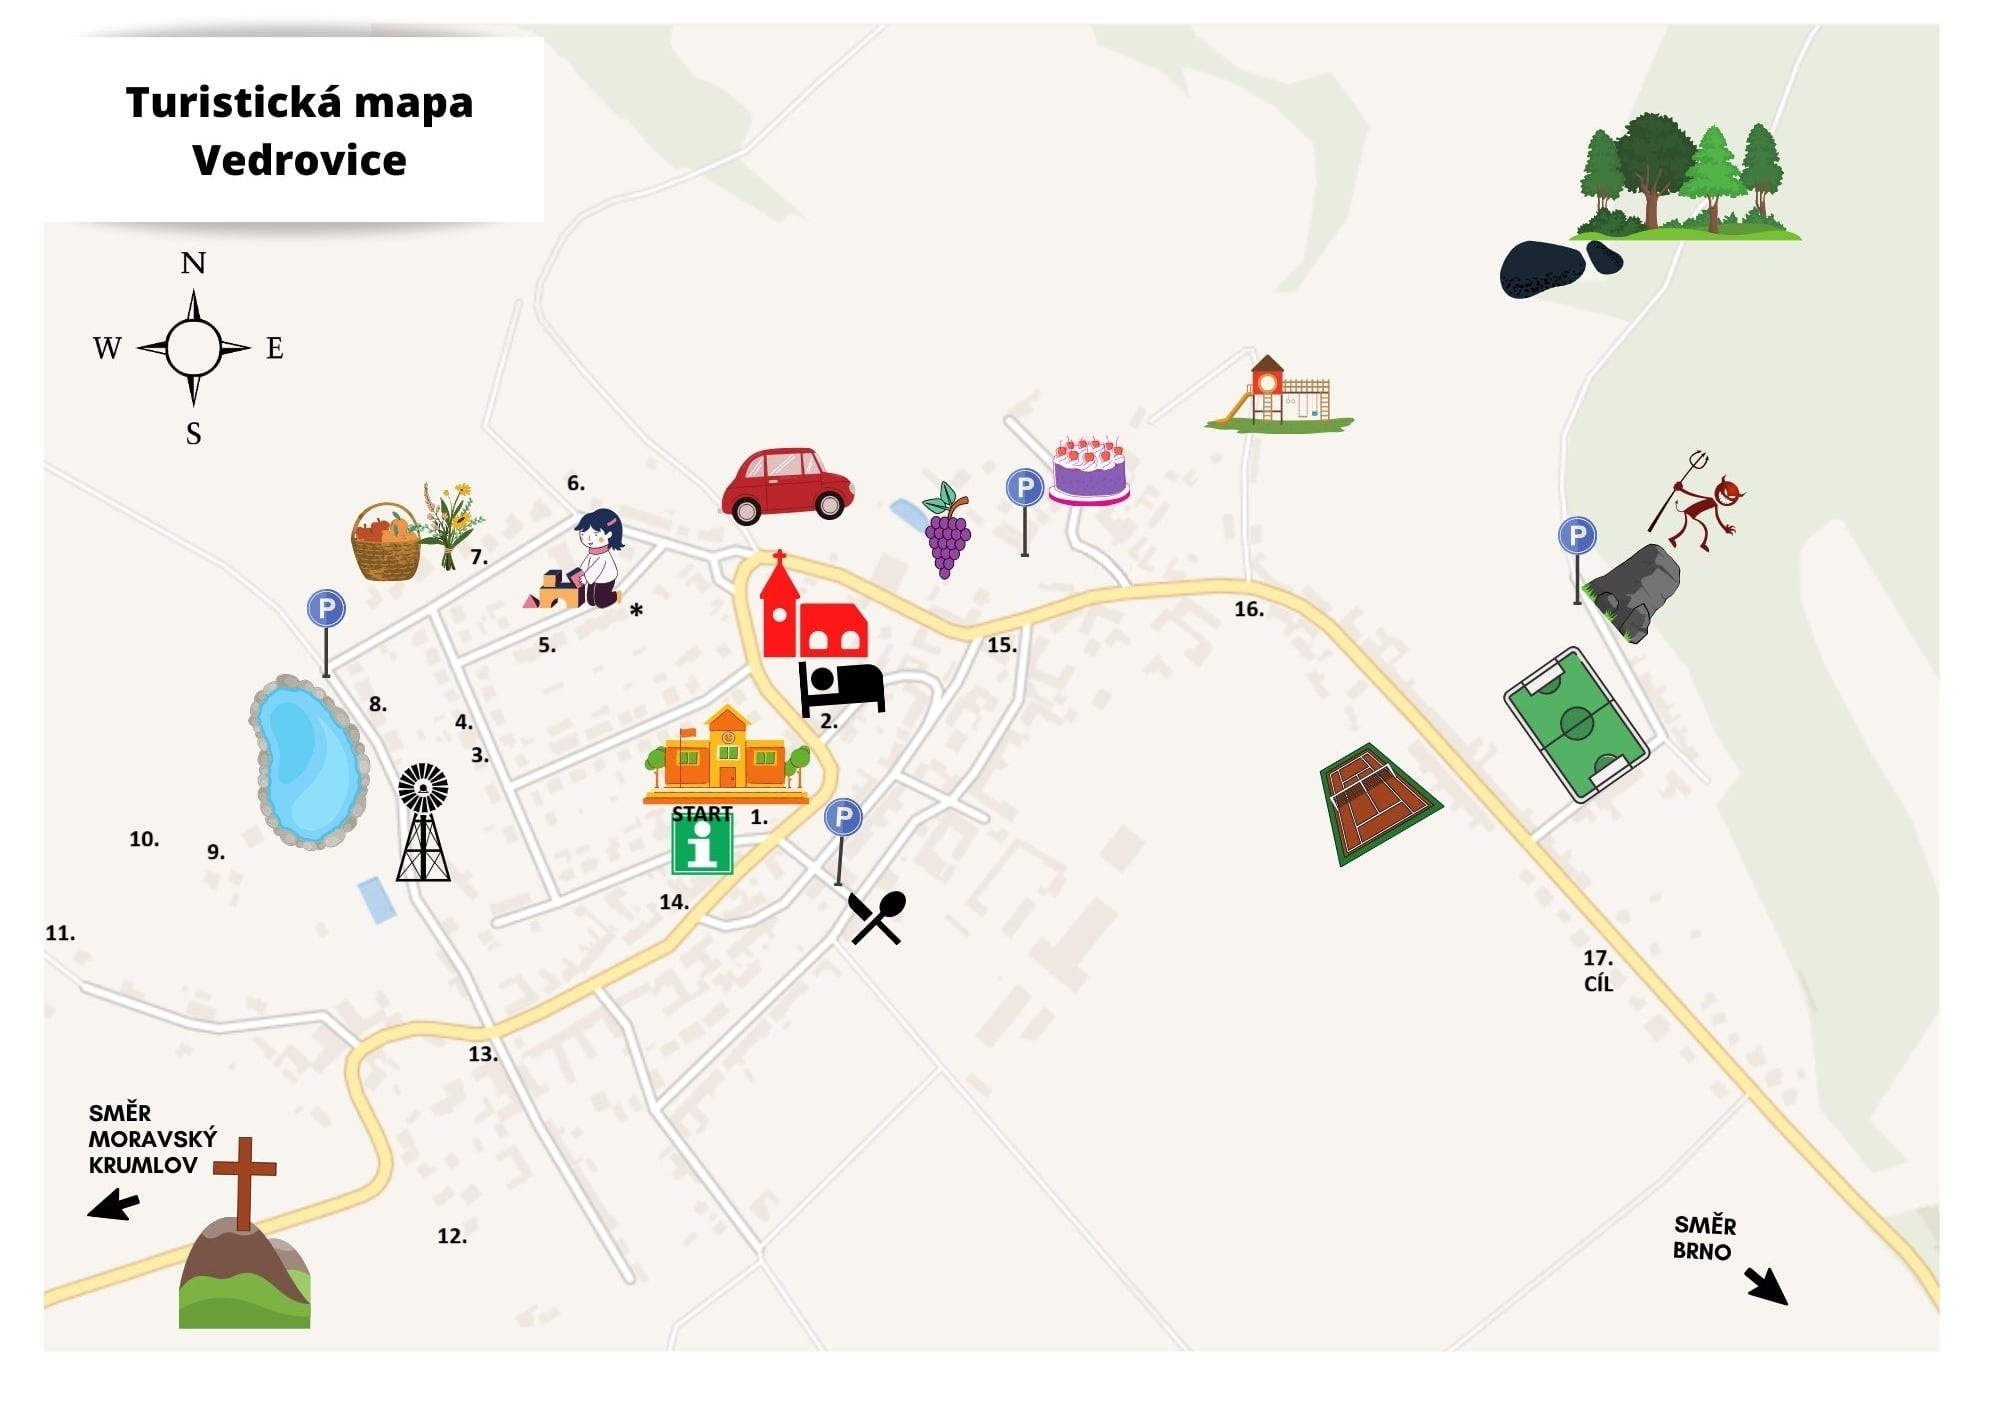 Turistická mapa
Vedrovice
N
W E
S
6.
P
7.
P
P
*
5.
16.
15.
8.
4.
2.
3.
START 1.
P
i
10.
9.
14.
11.
17.
CÍL
13.
SMĚR
MORAVSKÝ
KRUMLOV
12.
SMĚR
BRNO